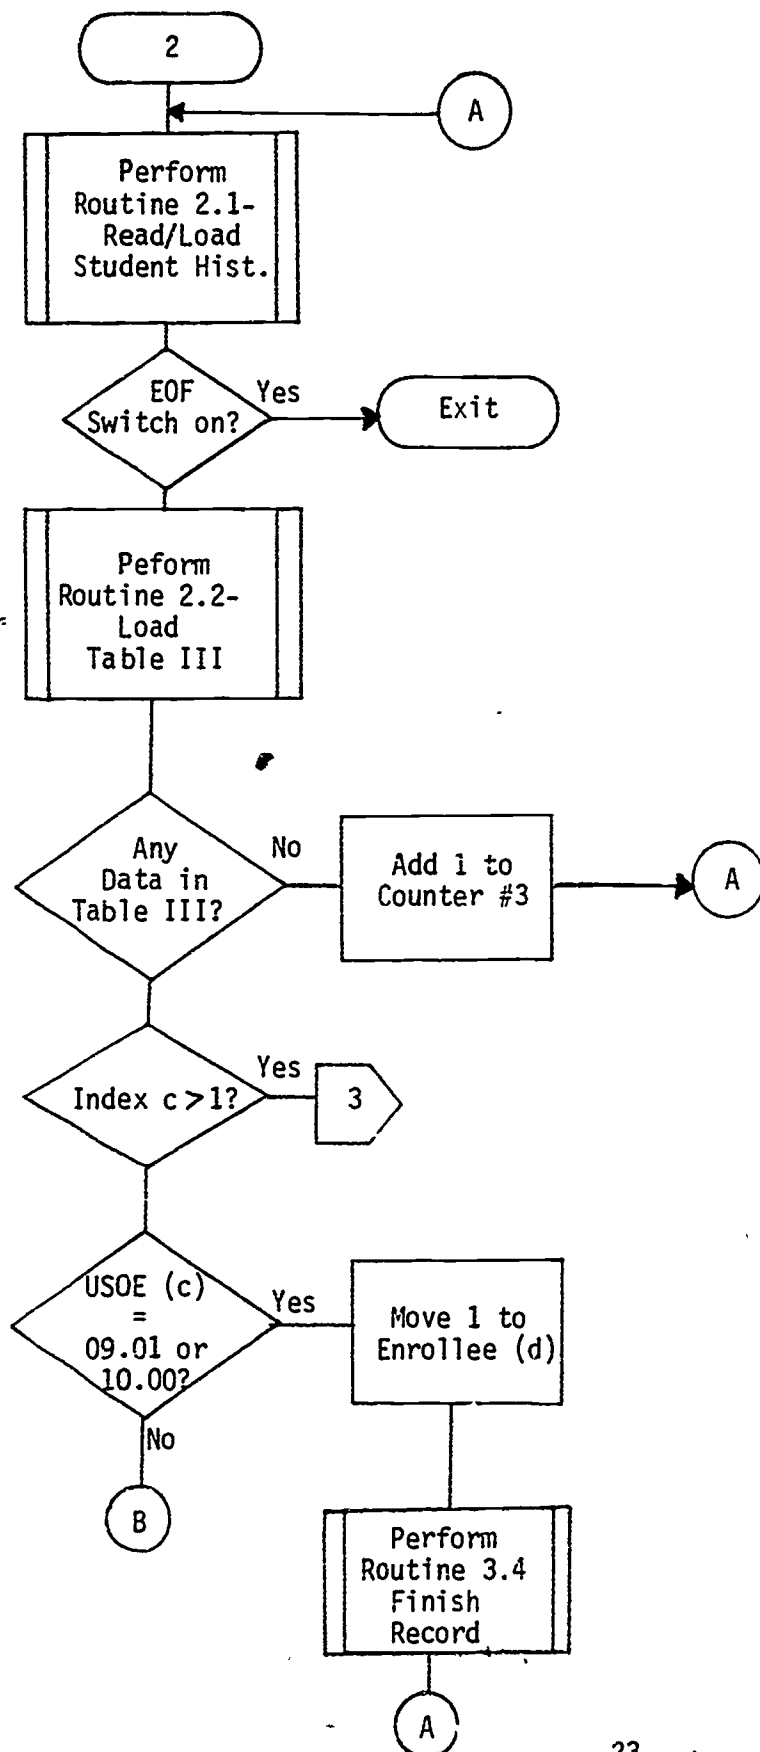 2
A
Perform
Routine 2.1-
Read/Load
Student Hist.
EOF
Switch on?
Yes
Exit
Peform
Routine 2.2-
Load
Table III
Any
Data in
Table III?
No
Add 1 to
Counter #3
A
Index c > 1?
Yes
3
USOE (c)
=
09.01 or
10.00?
Yes
Move 1 to
Enrollee (d)
No
B
Perform
Routine 3.4
Finish
Record
A